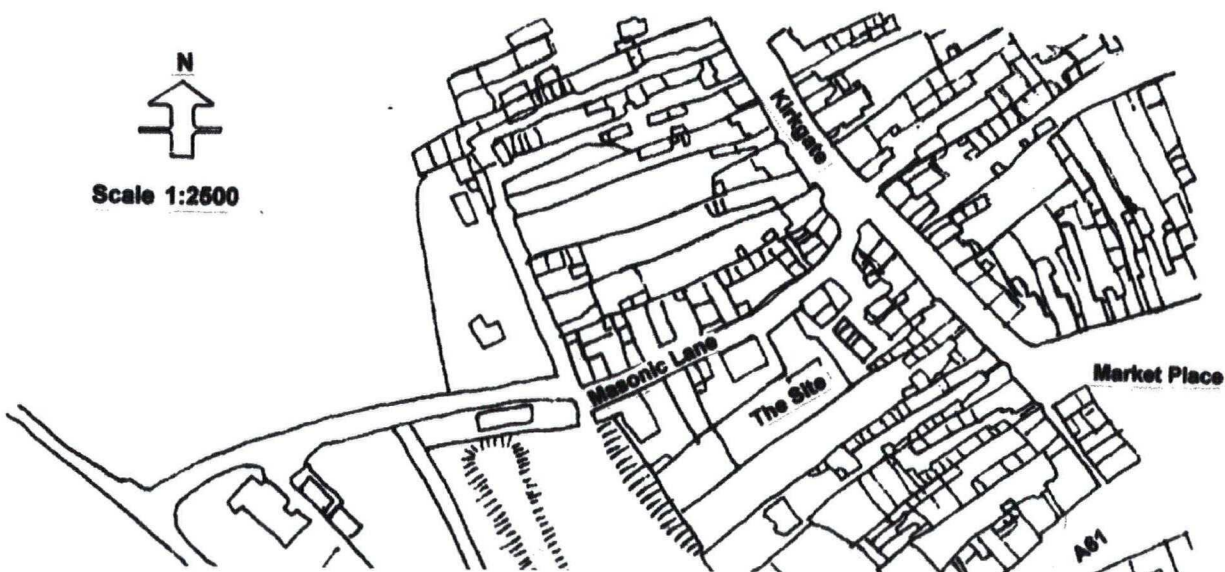 N
Scale 1:2500
Kirkgate
Masonic Lane
The Site
Market Place
A61